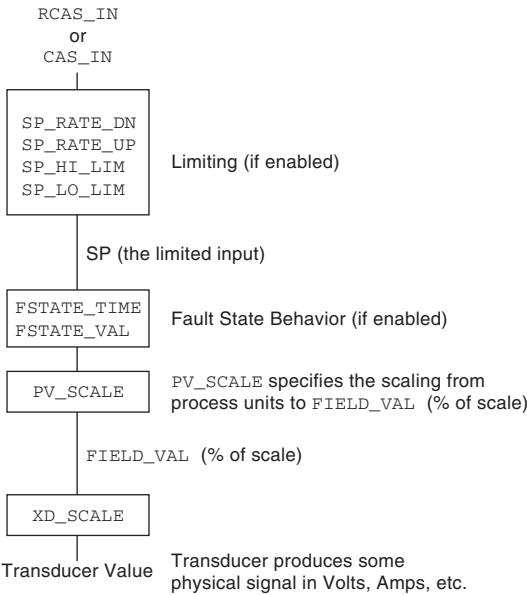 RCAS_IN
or
CAS_IN
SP_RATE_DN
SP_RATE_UP
SP_HI_LIM
SP_LO_LIM
Limiting (if enabled)
SP (the limited input)
FSTATE_TIME
FSTATE_VAL
Fault State Behavior (if enabled)
PV_SCALE
PV_SCALE specifies the scaling from
process units to FIELD_VAL (% of scale)
FIELD_VAL (% of scale)
XD_SCALE
Transducer Value
Transducer produces some
physical signal in Volts, Amps, etc.